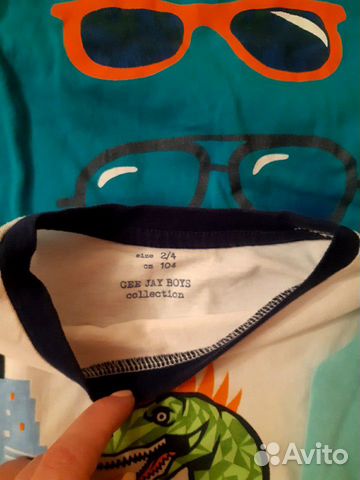 size 2/4
cm 104
GEE JAY BOYS
collection
Avito